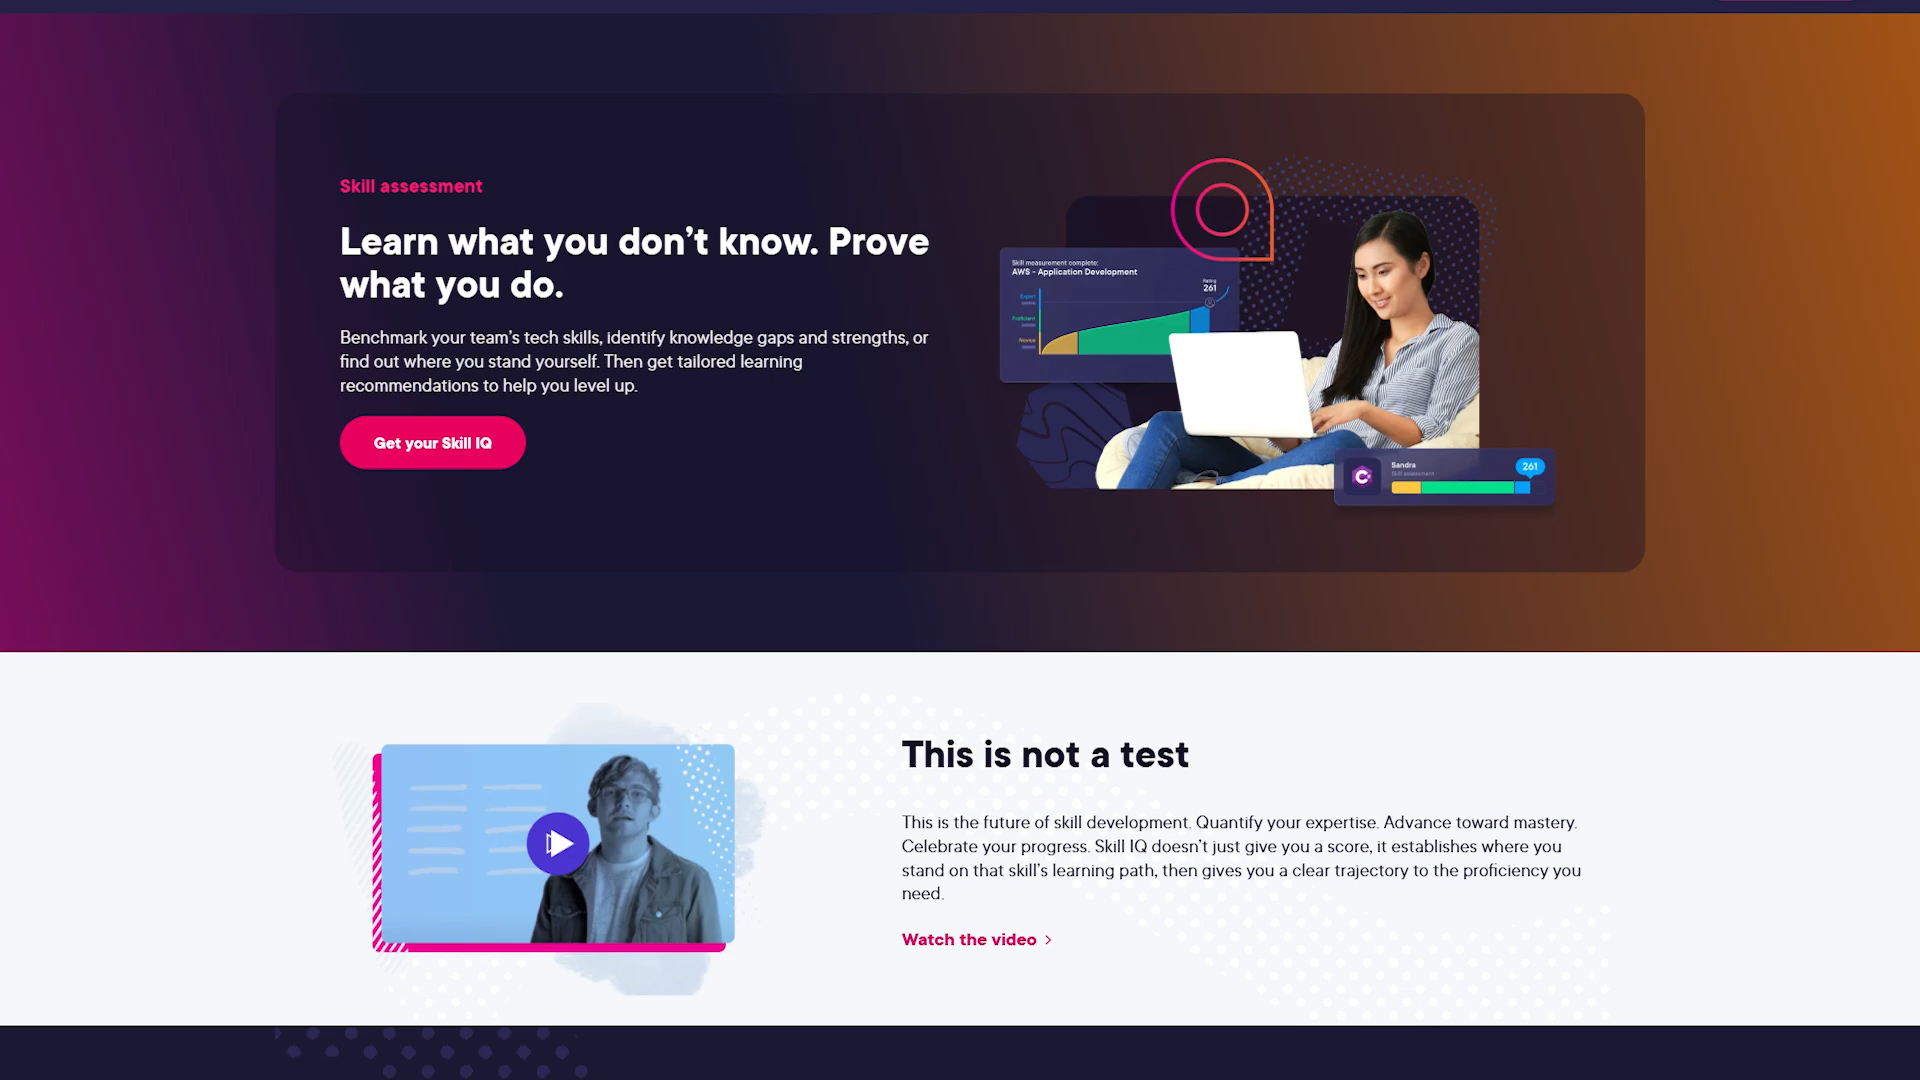 Skill assessment
Learn what you don't know. Prove
what you do.
Benchmark your team's tech skills, identify knowledge gaps and strengths, or
find out where you stand yourself. Then get tailored learning
recommendations to help you level up.
Get your Skill IQ
Skill measurement complete:
AWS - Application Development
Rating
261
Expert
Proficient
Novice
Sandra
Skill assessment
261
This is not a test
This is the future of skill development. Quantify your expertise. Advance toward mastery.
Celebrate your progress. Skill IQ doesn't just give you a score, it establishes where you
stand on that skill's learning path, then gives you a clear trajectory to the proficiency you
need.
Watch the video